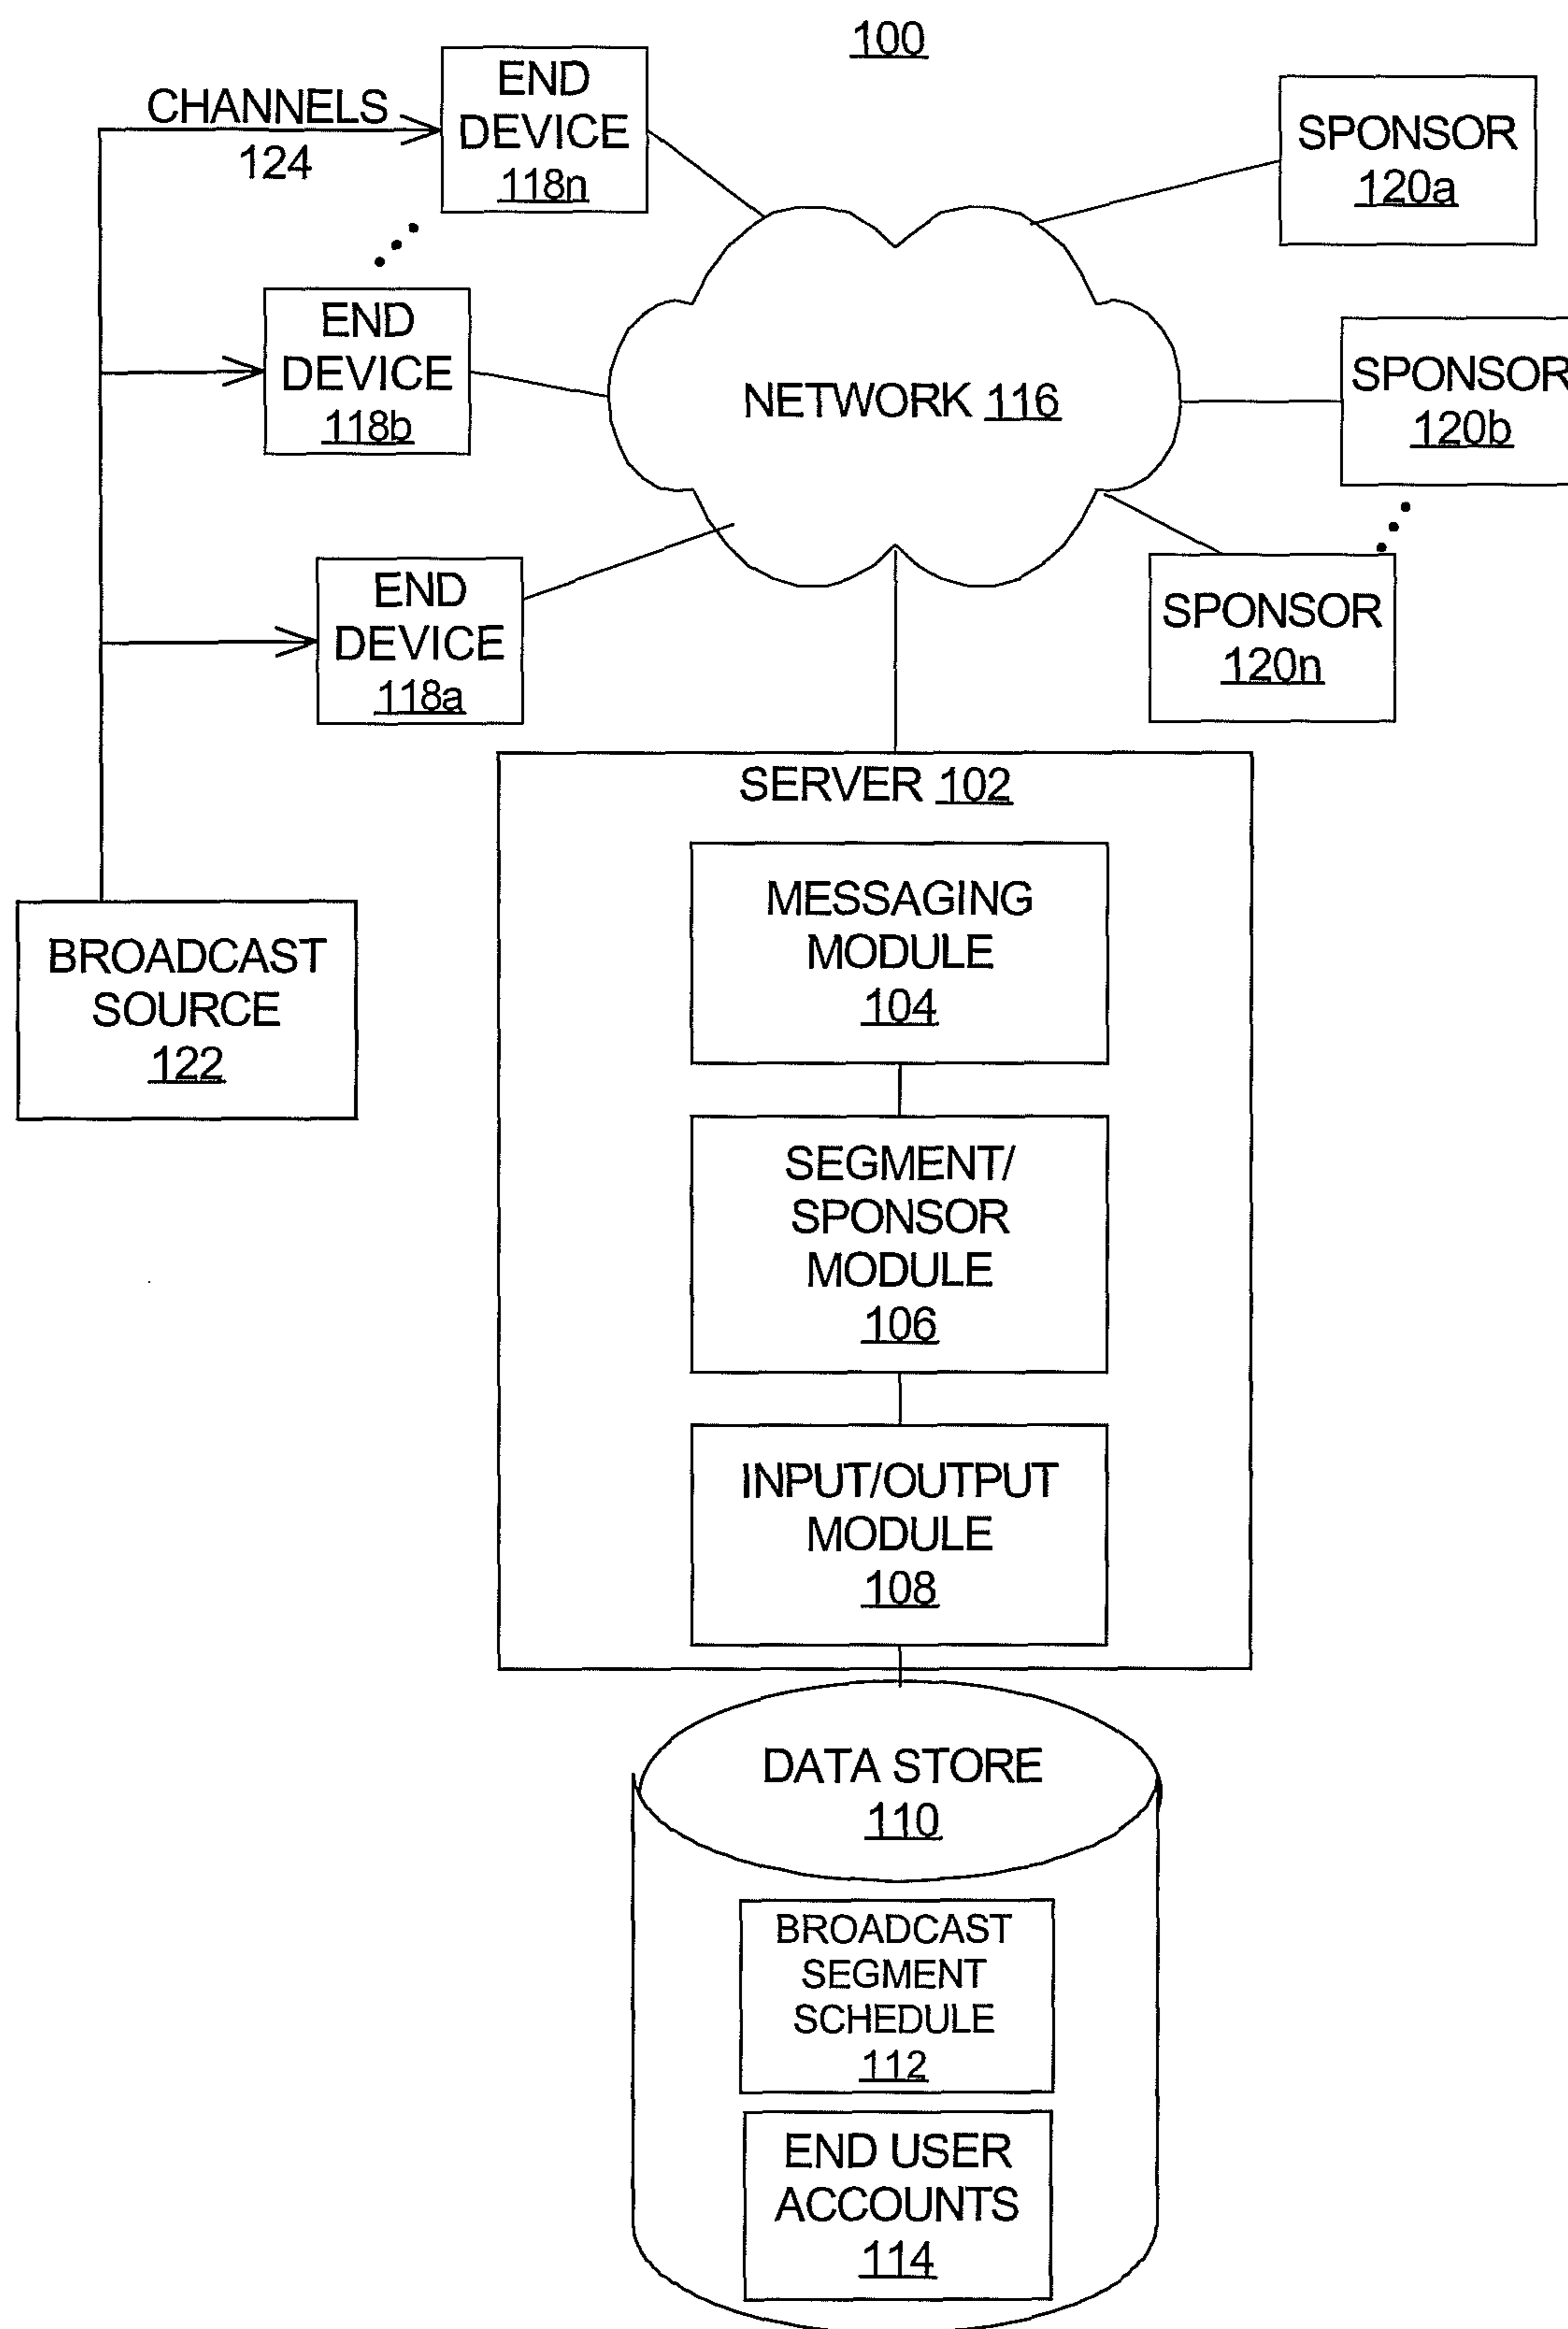 100
CHANNELS
124
END
DEVICE
118n
SPONSOR
120a
END
DEVICE
118b
NETWORK 116
SPONSOR
120b
END
DEVICE
118a
SPONSOR
120n
SERVER 102
MESSAGING
MODULE
104
BROADCAST
SOURCE
122
SEGMENT/
SPONSOR
MODULE
106
INPUT/OUTPUT
MODULE
108
DATA STORE
110
BROADCAST
SEGMENT
SCHEDULE
112
END USER
ACCOUNTS
114